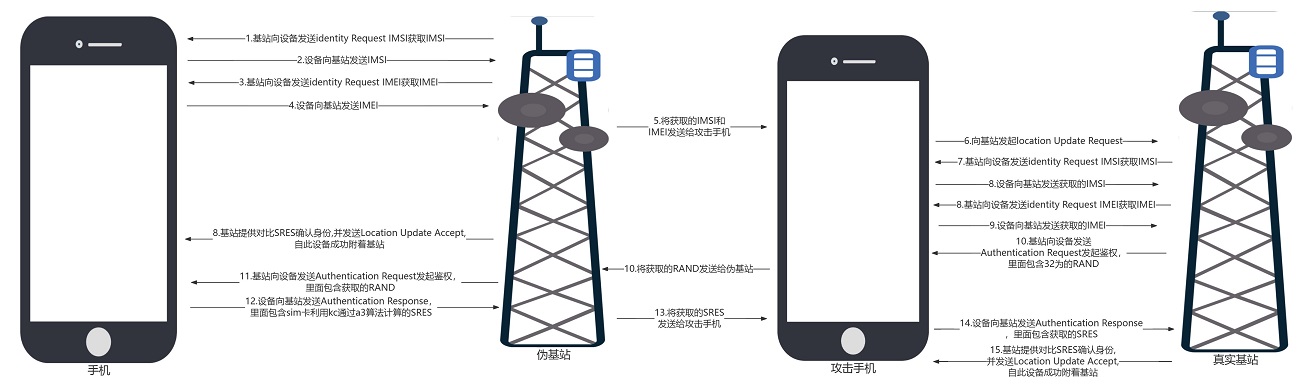 1.基站向设备发送identity Request IMSI获取IMSI
2.设备向基站发送IMSI
3.基站向设备发送identity Request IMEI获取IMEI
4.设备向基站发送IMEI
5.将获取的IMSI和
IMEI发送给攻击手机
6.向基站发起location Update Request
7.基站向设备发送identity Request IMSI获取IMSI
8.设备向基站发送获取的IMSI
8.基站向设备发送identity Request IMEI获取IMEI
9.设备向基站发送获取的IMEI
10.基站向设备发送
Authentication Request发起鉴权,
里面包含32为的RAND
8.基站提供对比SRES确认身份,并发送Location Update Accept,
自此设备成功附着基站
10.将获取的RAND发送给伪基站
11.基站向设备发送Authentication Request发起鉴权,
里面包含获取的RAND
12.设备向基站发送Authentication Response,
里面包含sim卡利用kc通过a3算法计算的SRES
13.将获取的SRES
发送给攻击手机
14.设备向基站发送Authentication Response
,里面包含获取的SRES
15.基站提供对比SRES确认身份,
并发送Location Update Accept,
自此设备成功附着基站
手机
伪基站
攻击手机
真实基站